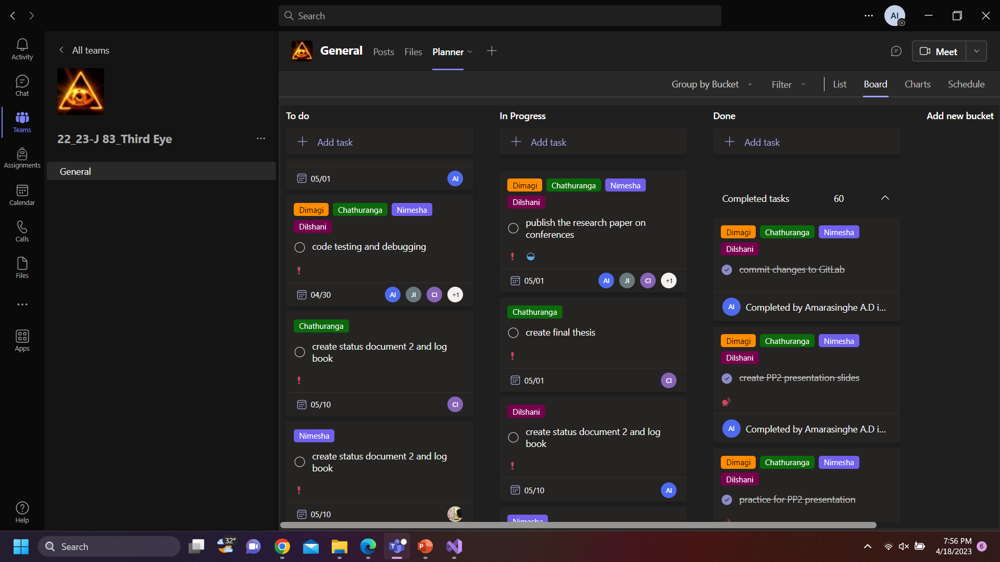 Search
AI
Activity
Chat
Teams
Assignments
Calendar
Calls
Files
Apps
Help
All teams
22_23-J 83_Third Eye
General
General Posts Files Planner
Meet
Group by Bucket Filter List Board Charts Schedule
To do
Add task
05/01 AI
Dimagi Chathuranga Nimesha
Dilshani
code testing and debugging
04/30 AI JI CI +1
Chathuranga
create status document 2 and log
book
05/10 CI
Nimesha
create status document 2 and log
book
05/10
In Progress
Add task
Dimagi Chathuranga Nimesha
Dilshani
publish the research paper on
conferences
05/01 AI JI CI +1
Chathuranga
create final thesis
05/01 CI
Dilshani
create status document 2 and log
book
05/10 AI
Nimesha
Done
Add task
Completed tasks 60
Dimagi Chathuranga Nimesha
Dilshani
commit changes to GitLab
AI Completed by Amarasinghe A.D i...
Dimagi Chathuranga Nimesha
Dilshani
create PP2 presentation slides
AI Completed by Amarasinghe A.D i...
Dimagi Chathuranga Nimesha
Dilshani
practice for PP2 presentation
Add new bucket
Search
32°
7:56 PM
4/18/2023
6